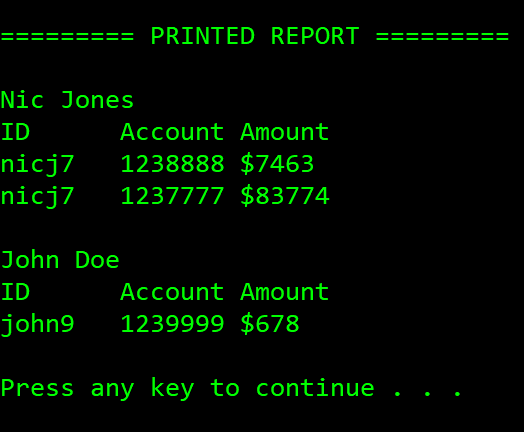 ========= PRINTED REPORT =========
Nic Jones
ID      Account Amount
nicj7   1238888 $7463
nicj7   1237777 $83774
John Doe
ID      Account Amount
john9   1239999 $678
Press any key to continue . . .